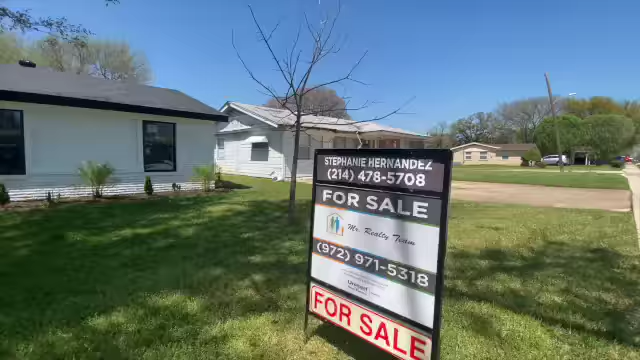 STEPHANIE HERNANDEZ
(214) 478-5708
FOR SALE
Mr. Realty Team
(972) 971-5318
FOR SALE